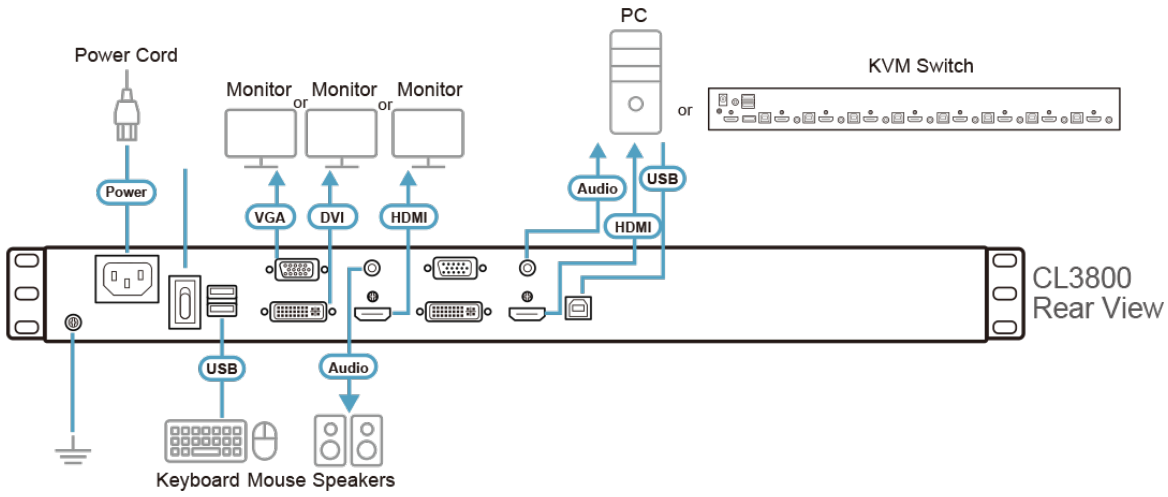 PC
Power Cord
KVM Switch
Monitor or Monitor or Monitor
or
Power
Audio
USB
VGA
DVI
HDMI
HDMI
CL3800
Rear View
USB
Audio
Keyboard Mouse Speakers